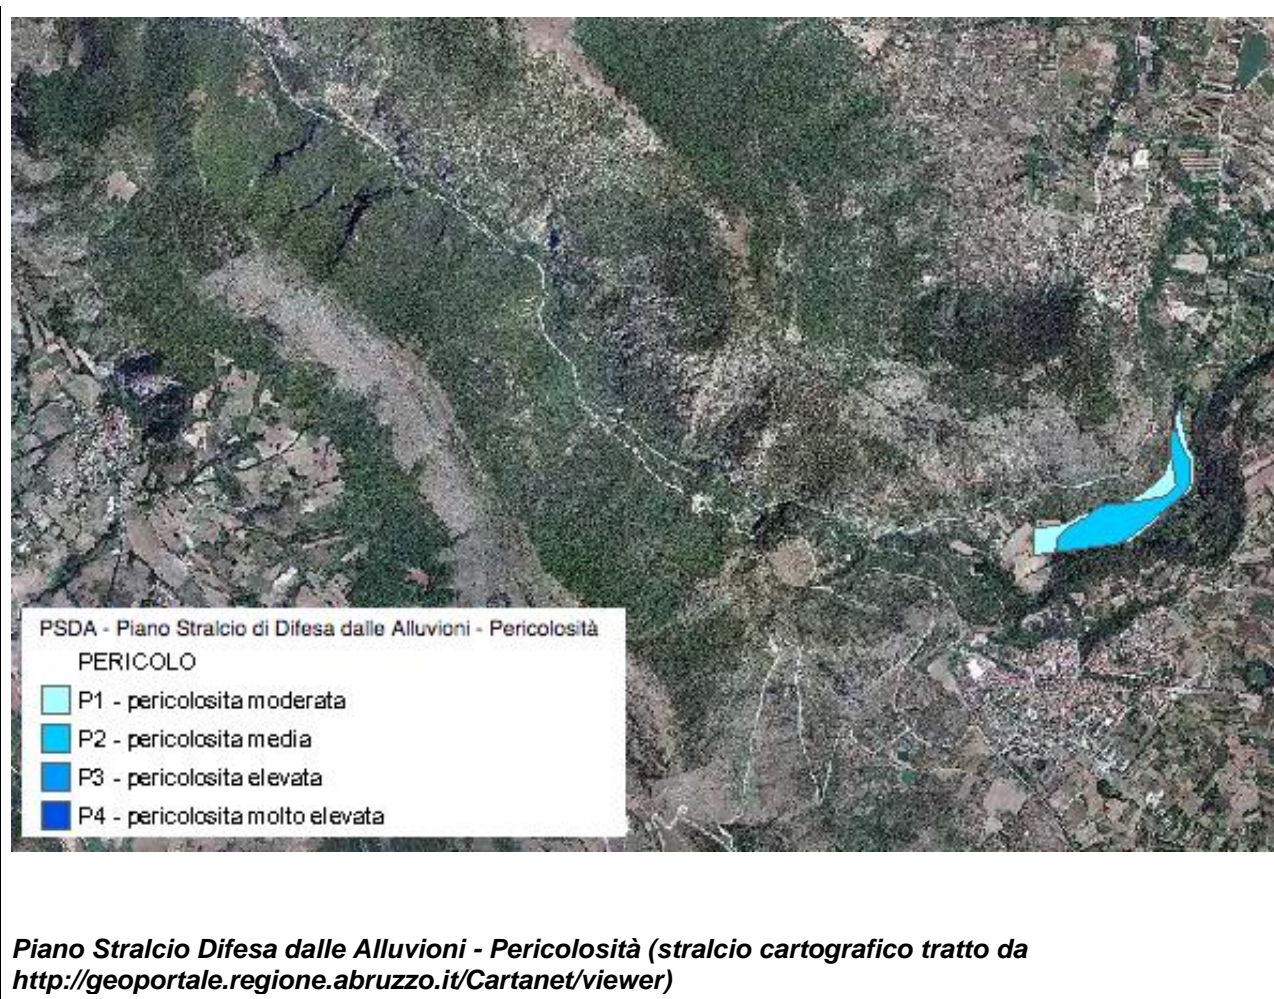 PSDA - Piano Stralcio di Difesa dalle Alluvioni - Pericolosità
PERICOLO
P1 - pericolosita moderata
P2 - pericolosita media
P3 - pericolosita elevata
P4 - pericolosita molto elevata
Piano Stralcio Difesa dalle Alluvioni - Pericolosità (stralcio cartografico tratto da
http://geoportale.regione.abruzzo.it/Cartanet/viewer)